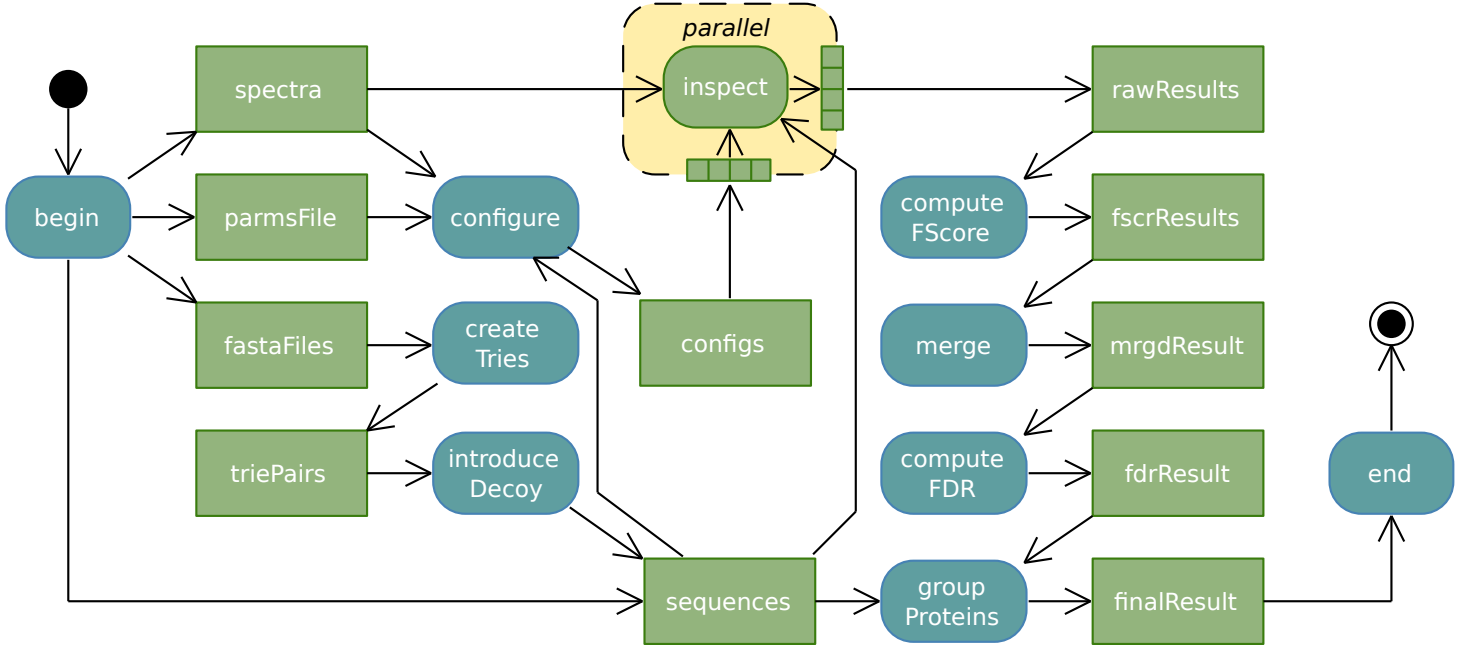 parallel
spectra
inspect
rawResults
begin
parmsFile
configure
compute
FScore
fscrResults
fastaFiles
create
Tries
configs
merge
mrgdResult
triePairs
introduce
Decoy
compute
FDR
fdrResult
end
sequences
group
Proteins
finalResult